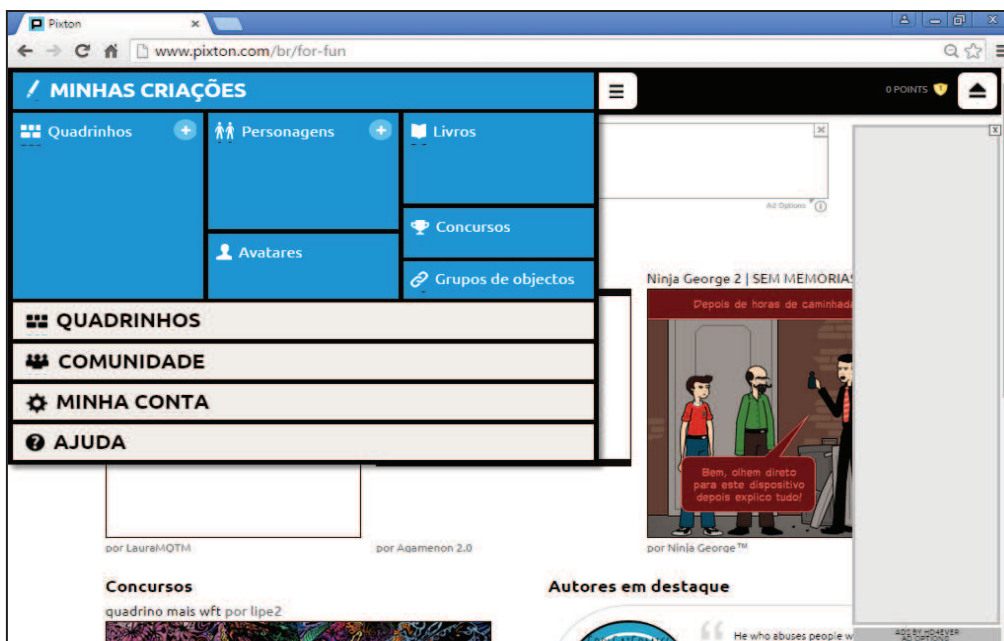 Pixton
www.pixton.com/br/for-fun
MINHAS CRIAÇÕES
0 POINTS
Quadrinhos
Personagens
Livros
Ad Options
Concursos
Avatares
Grupos de objectos
Ninja George 2 | SEM MEMORIAS
Depois de horas de caminhada
QUADRINHOS
COMUNIDADE
MINHA CONTA
AJUDA
Bem, olhem direto
para este dispositivo
depois explico tudo!
por LauraMQTM
por Agamenon 2.0
por Ninja George™
Concursos
Autores em destaque
quadrino mais wft por lipe2
He who abuses people w